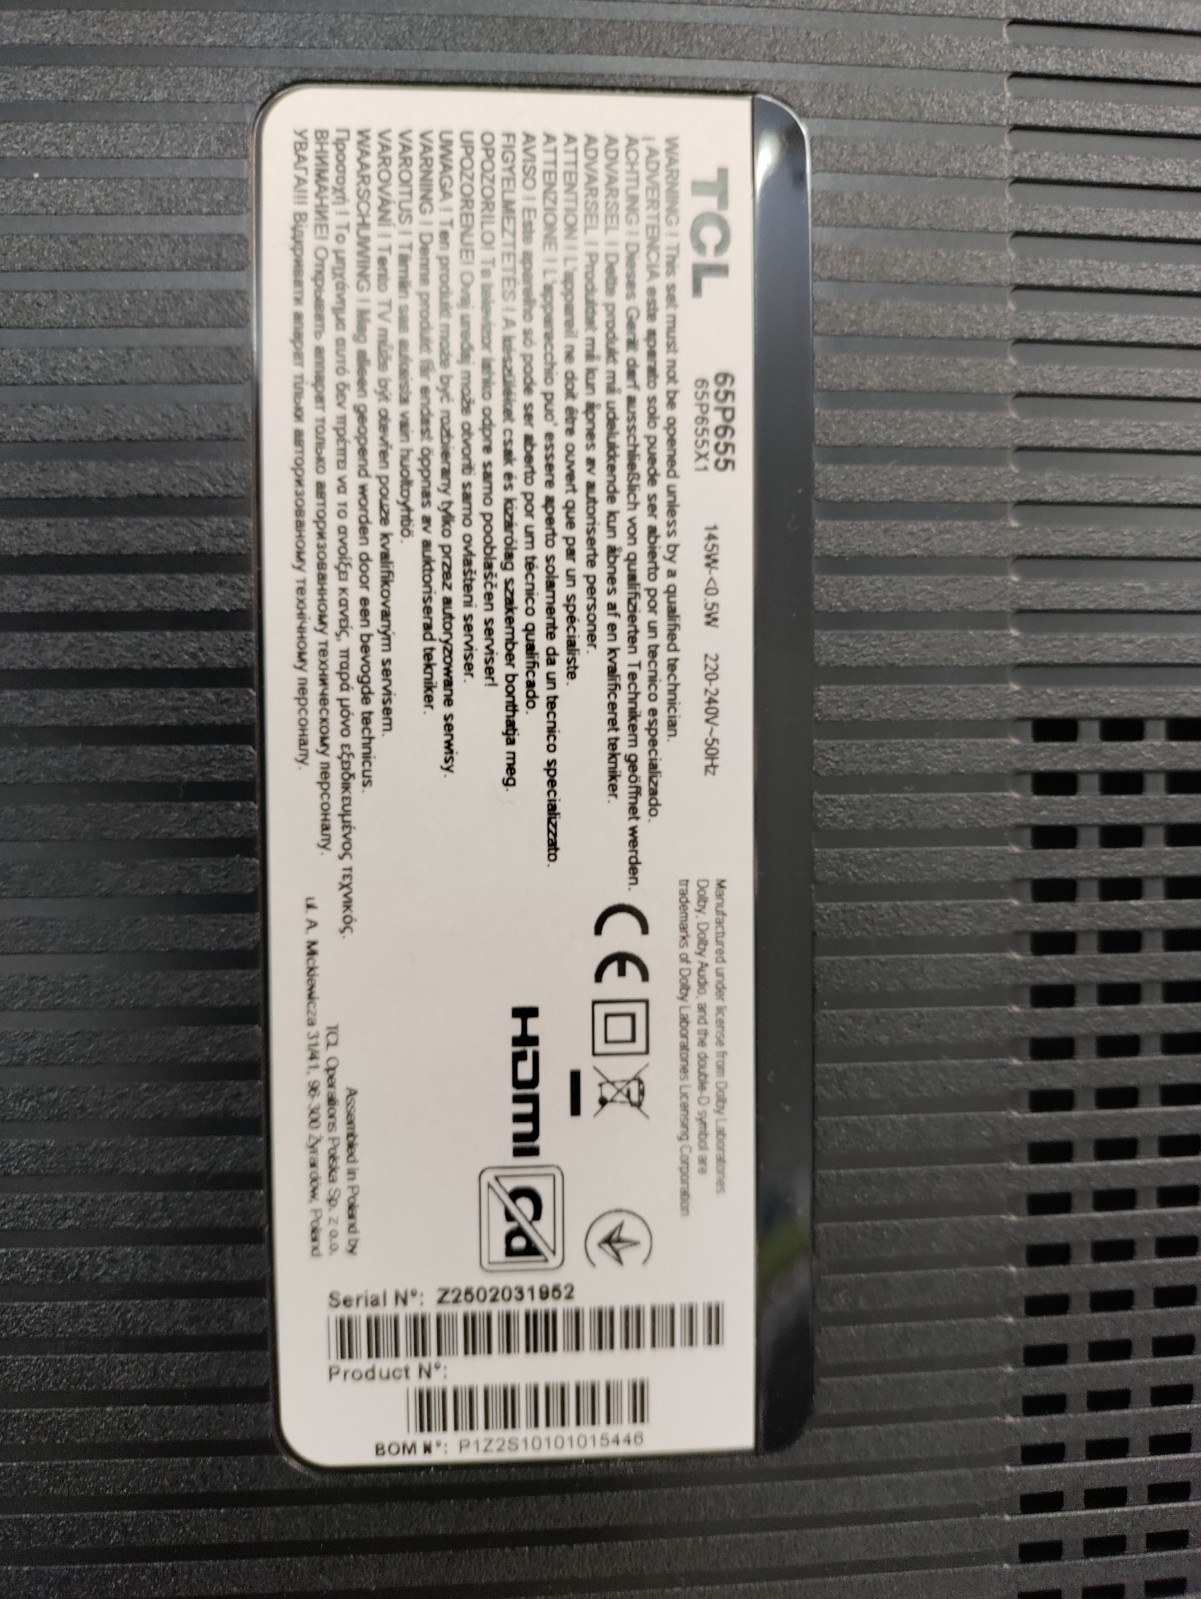 TCL
65P655
65P655X1
145W-<0.5W 220-240V~50Hz
Manufactured under license from Dolby Laboratories
Dolby, Dolby Audio, and the double-D symbol are
trademarks of Dolby Laboratories Licensing Corporation
WARNING ! This set must not be opened unless by a qualified technician.
¡ ADVERTENCIA este aparato solo puede ser abierto por un tecnico especializado.
ACHTUNG ! Dieses Gerät darf ausschließlich von qualifizierten Technikern geöffnet werden.
ADVARSEL ! Dette produkt må udelukkende kun åbnes af en kvalificeret tekniker.
ADVARSEL ! Produktet må kun åpnes av autoriserte personer.
ATTENTION ! L'appareil ne doit être ouvert que par un spécialiste.
ATTENZIONE ! L'apparacchio puo' essere aperto solamente da un tecnico specializzato.
AVISO ! Este aparelho só pode ser aberto por um técnico qualificado.
FIGYELMEZTETÉS ! A készüléket csak és kizárólag szakember bonthatja meg.
OPOZORILO! Ta televizor lahko odpre samo pooblaščen serviser!
UPOZORENJE! Ovaj uređaj može otvoriti samo ovlašteni serviser.
UWAGA ! Ten produkt może być rozbierany tylko przez autoryzowane serwisy.
VARNING ! Denne produkt får endast öppnas av auktoriserad tekniker.
VAROITUS ! Tämän saa aukaista vain huoltoyhtiö.
VAROVÁNÍ ! Tento TV může být otevřen pouze kvalifikovaným servisem.
WAARSCHUWING ! Mag alleen geopend worden door een bevogde technicus.
Προσοχή ! Το μηχάνημα αυτό δεν πρέπει να το ανοίξει κανείς, παρά μόνο εξειδικευμένος τεχνικός.
ВНИМАНИЕ! Открывать аппарат только авторизованному техническому персоналу.
УВАГА!!! Відкривати апарат тільки авторизованому технічному персоналу.
CE
HDMI
Assembled in Poland by
TCL Operations Polska Sp. z o.o.
ul. A. Mickiewicza 31/41, 96-300 Żyrardów, Poland
Serial N°: Z2502031952
Product N°:
BOM N°: P1Z2S10101015446